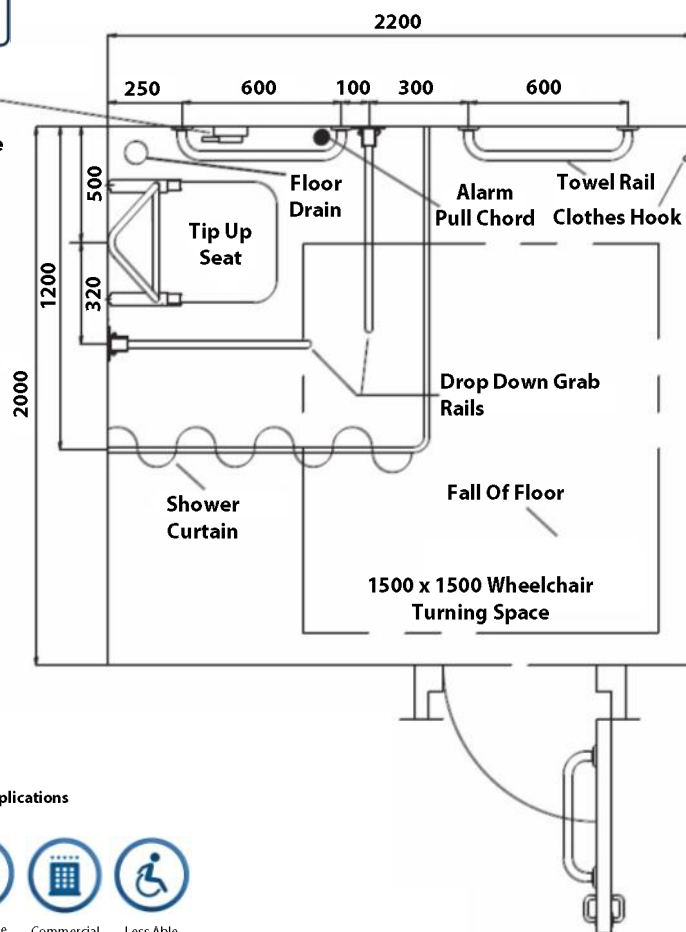 2200
250
600
100
300
600
e
500
Floor
Drain
Alarm
Pull Chord
Towel Rail
Clothes Hook
Tip Up
Seat
1200
320
2000
Drop Down Grab
Rails
Shower
Curtain
Fall Of Floor
1500 x 1500 Wheelchair
Turning Space
plications
e
Commercial
Less Able